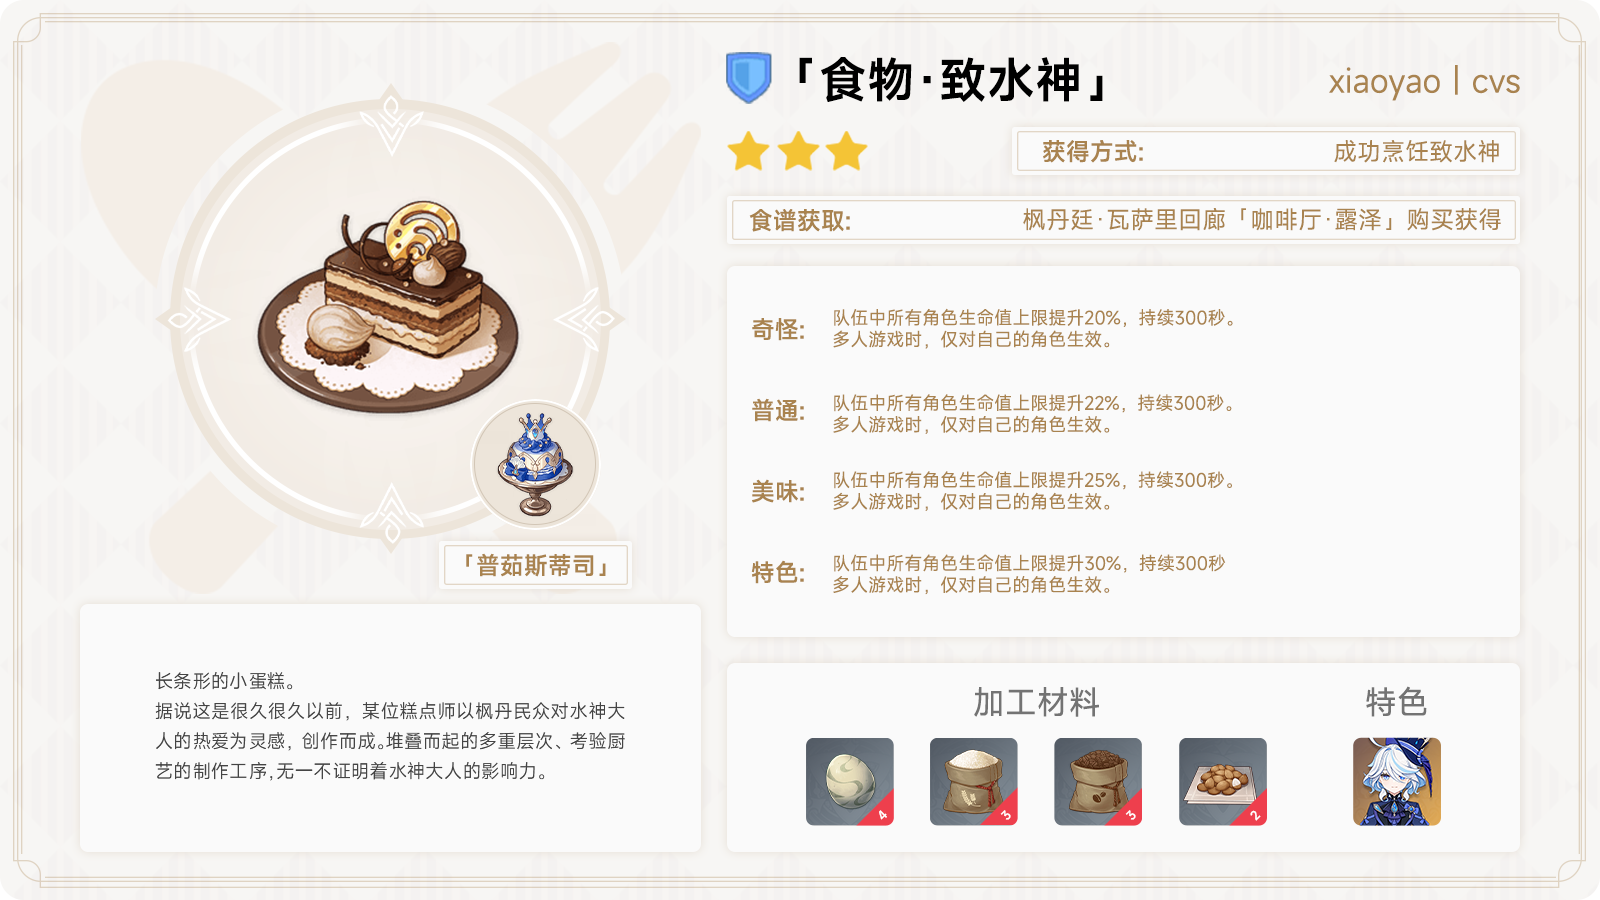 「食物·致水神」
xiaoyao | cvs
获得方式:
成功烹饪致水神
食谱获取:
枫丹廷·瓦萨里回廊「咖啡厅·露泽」购买获得
奇怪:
队伍中所有角色生命值上限提升20%，持续300秒。
多人游戏时，仅对自己的角色生效。
普通:
队伍中所有角色生命值上限提升22%，持续300秒。
多人游戏时，仅对自己的角色生效。
美味:
队伍中所有角色生命值上限提升25%，持续300秒。
多人游戏时，仅对自己的角色生效。
特色:
队伍中所有角色生命值上限提升30%，持续300秒
多人游戏时，仅对自己的角色生效。
「普茹斯蒂司」
长条形的小蛋糕。
据说这是很久很久以前，某位糕点师以枫丹民众对水神大
人的热爱为灵感，创作而成。堆叠而起的多重层次、考验厨
艺的制作工序,无一不证明着水神大人的影响力。
加工材料
特色
4
3
3
2